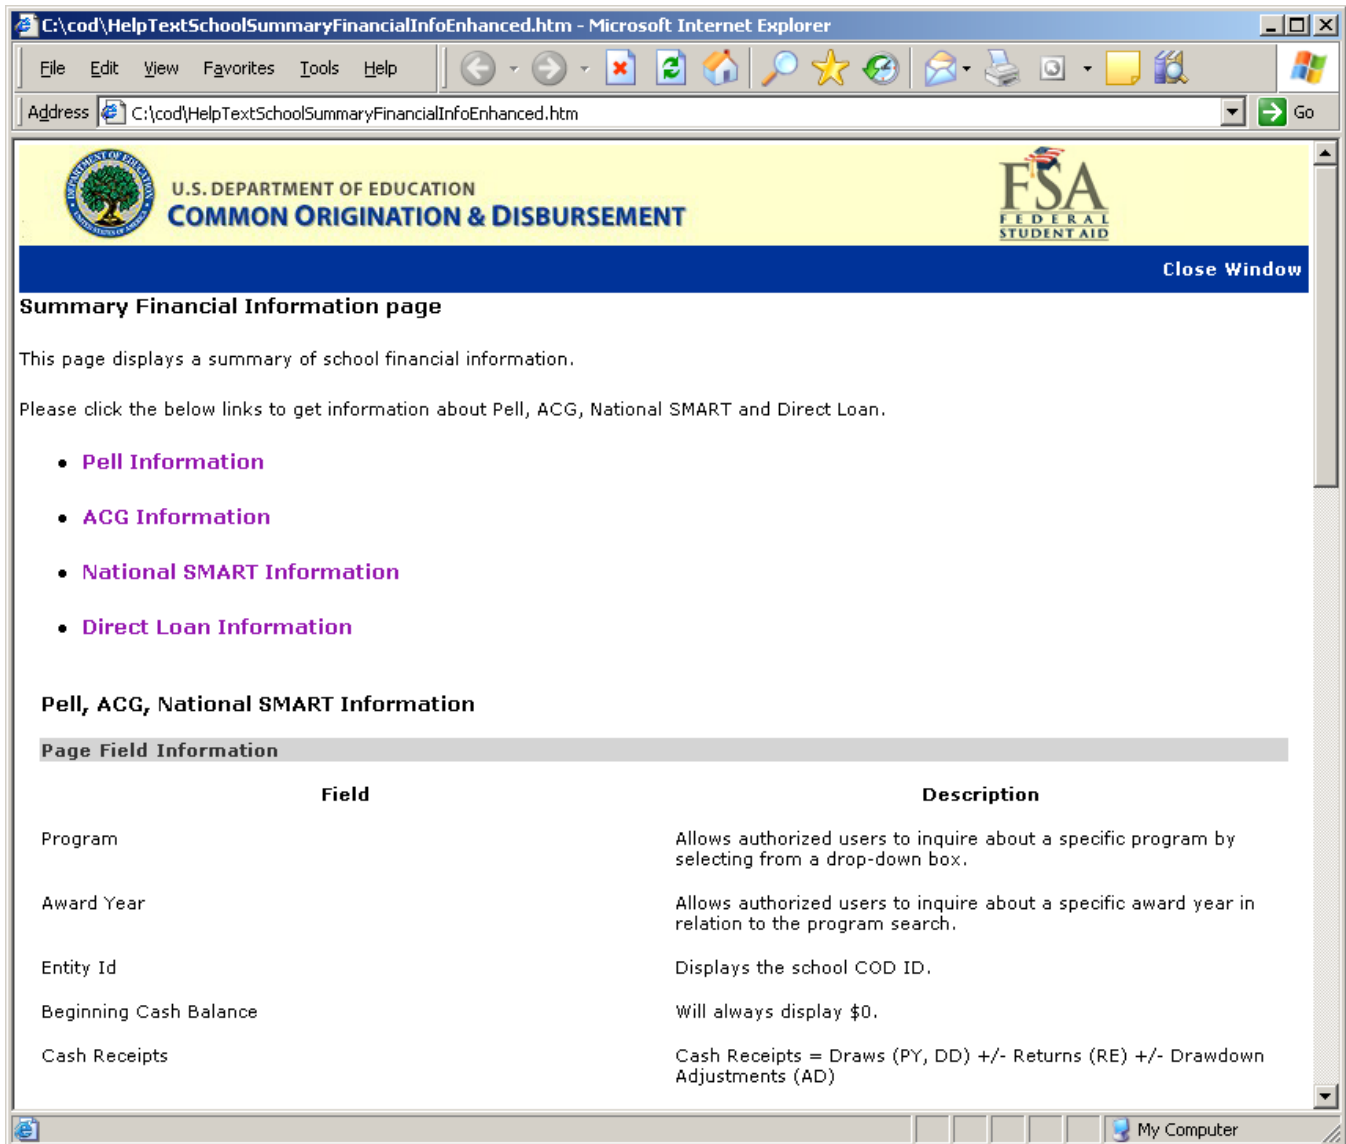 C:\cod\HelpTextSchoolSummaryFinancialInfoEnhanced.htm - Microsoft Internet Explorer
File Edit View Favorites Tools Help
Address C:\cod\HelpTextSchoolSummaryFinancialInfoEnhanced.htm Go
U.S. DEPARTMENT OF EDUCATION
COMMON ORIGINATION & DISBURSEMENT
FSA
FEDERAL
STUDENT AID
Close Window
Summary Financial Information page
This page displays a summary of school financial information.
Please click the below links to get information about Pell, ACG, National SMART and Direct Loan.
• Pell Information
• ACG Information
• National SMART Information
• Direct Loan Information
Pell, ACG, National SMART Information
Page Field Information
Field Description
Program Allows authorized users to inquire about a specific program by
selecting from a drop-down box.
Award Year Allows authorized users to inquire about a specific award year in
relation to the program search.
Entity Id Displays the school COD ID.
Beginning Cash Balance Will always display $0.
Cash Receipts Cash Receipts = Draws (PY, DD) +/- Returns (RE) +/- Drawdown
Adjustments (AD)
My Computer